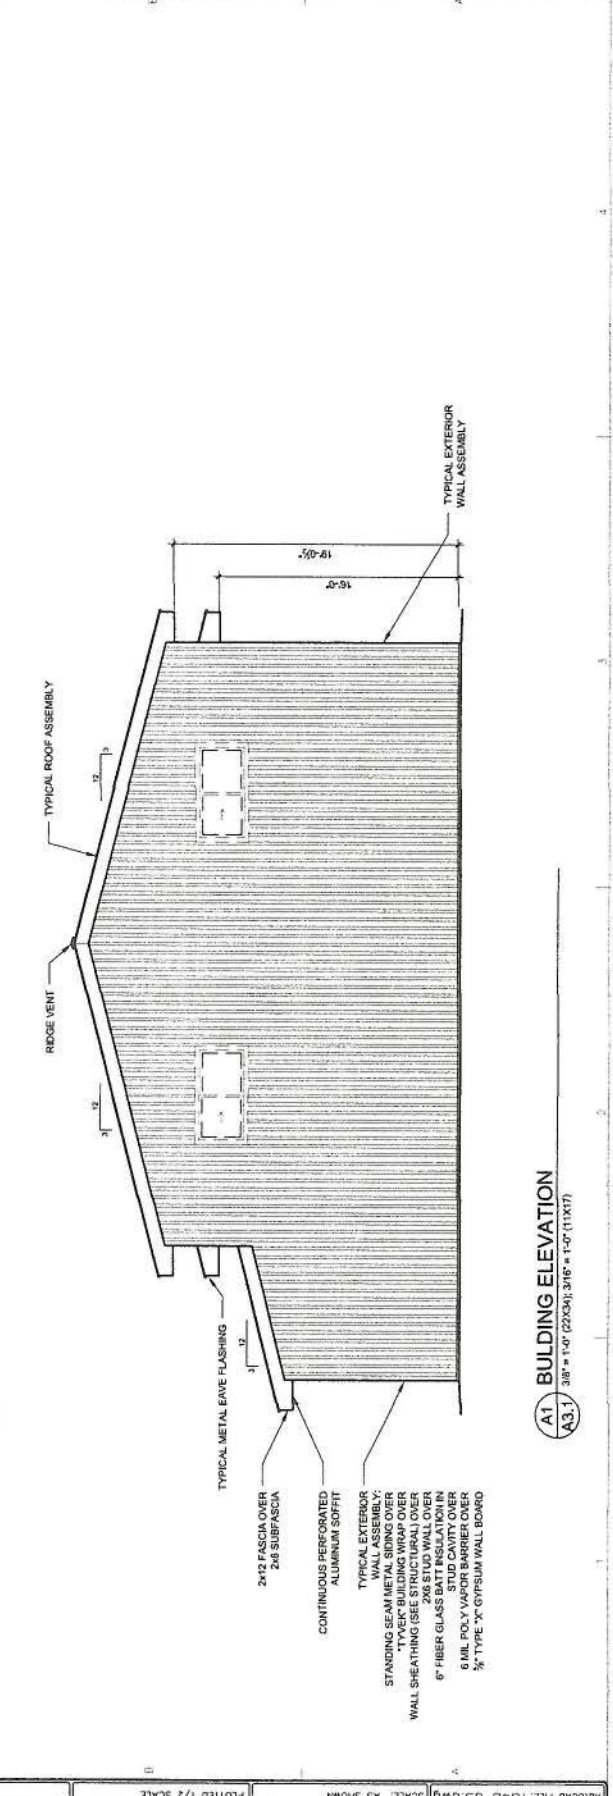 RIDGE VENT
TYPICAL ROOF ASSEMBLY
12
3
12
3
TYPICAL METAL EAVE FLASHING
12
3
2x12 FASCIA OVER
2x8 SUBFASCIA
CONTINUOUS PERFORATED
ALUMINUM SOFFIT
TYPICAL EXTERIOR
WALL ASSEMBLY:
STANDING SEAM METAL SIDING OVER
"TYVEK" BUILDING WRAP OVER
WALL SHEATHING (SEE STRUCTURAL) OVER
2X6 STUD WALL OVER
6" FIBER GLASS BATT INSULATION IN
STUD CAVITY OVER
6 MIL POLY VAPOR BARRIER OVER
⅝" TYPE "X" GYPSUM WALL BOARD
19'-0½"
16'-0"
TYPICAL EXTERIOR
WALL ASSEMBLY
A1
A3.1
BULDING ELEVATION
3/8" = 1'-0" (22X34); 3/16" = 1'-0" (11X17)
1
2
3
4
B
A
B
A
SCALE: AS SHOWN
PLOTTED 1/2 SCALE